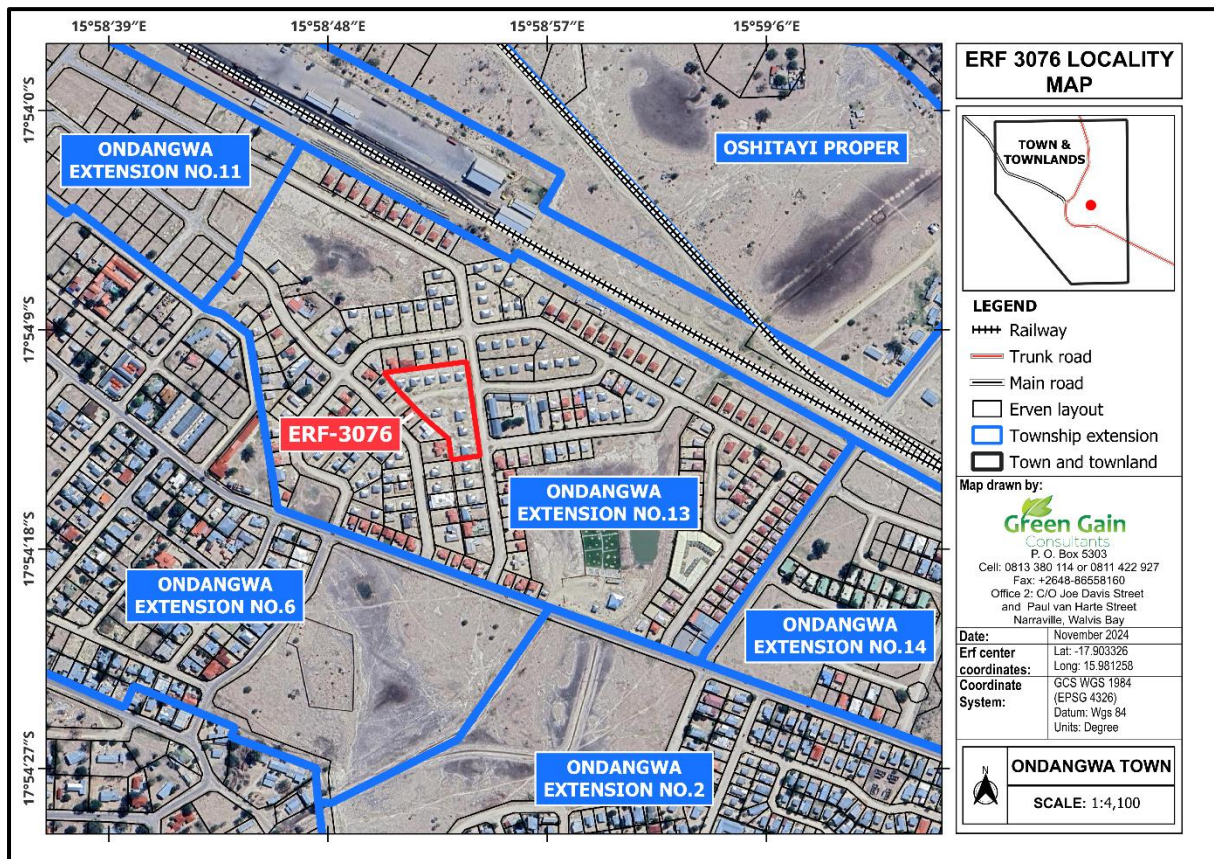 15°58′39″E
15°58′48″E
15°58′57″E
15°59′6″E
17°54′0″S
17°54′9″S
17°54′18″S
17°54′27″S
ONDANGWA
EXTENSION NO.11
OSHITAYI PROPER
ERF-3076
ONDANGWA
EXTENSION NO.13
ONDANGWA
EXTENSION NO.6
ONDANGWA
EXTENSION NO.14
ONDANGWA
EXTENSION NO.2
ERF 3076 LOCALITY
MAP
TOWN &
TOWNLANDS
LEGEND
Railway
Trunk road
Main road
Erven layout
Township extension
Town and townland
Map drawn by:
Green Gain
Consultants
P. O. Box 5303
Cell: 0813 380 114 or 0811 422 927
Fax: +2648-86558160
Office 2: C/O Joe Davis Street
and Paul van Harte Street
Narraville, Walvis Bay
Date: November 2024
Erf center coordinates: Lat: -17.903326
Long: 15.981258
Coordinate System: GCS WGS 1984
(EPSG 4326)
Datum: Wgs 84
Units: Degree
N
ONDANGWA TOWN
SCALE: 1:4,100